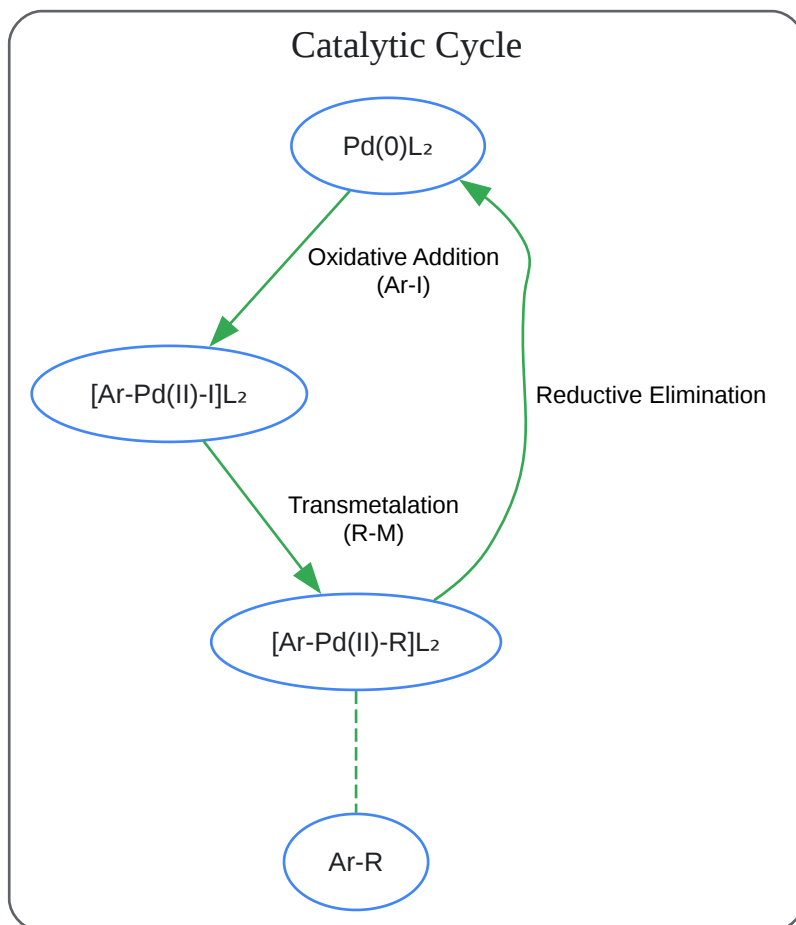 Catalytic Cycle
Pd(0)L₂
Oxidative Addition
(Ar-I)
[Ar-Pd(II)-I]L₂
Reductive Elimination
Transmetalation
(R-M)
[Ar-Pd(II)-R]L₂
Ar-R